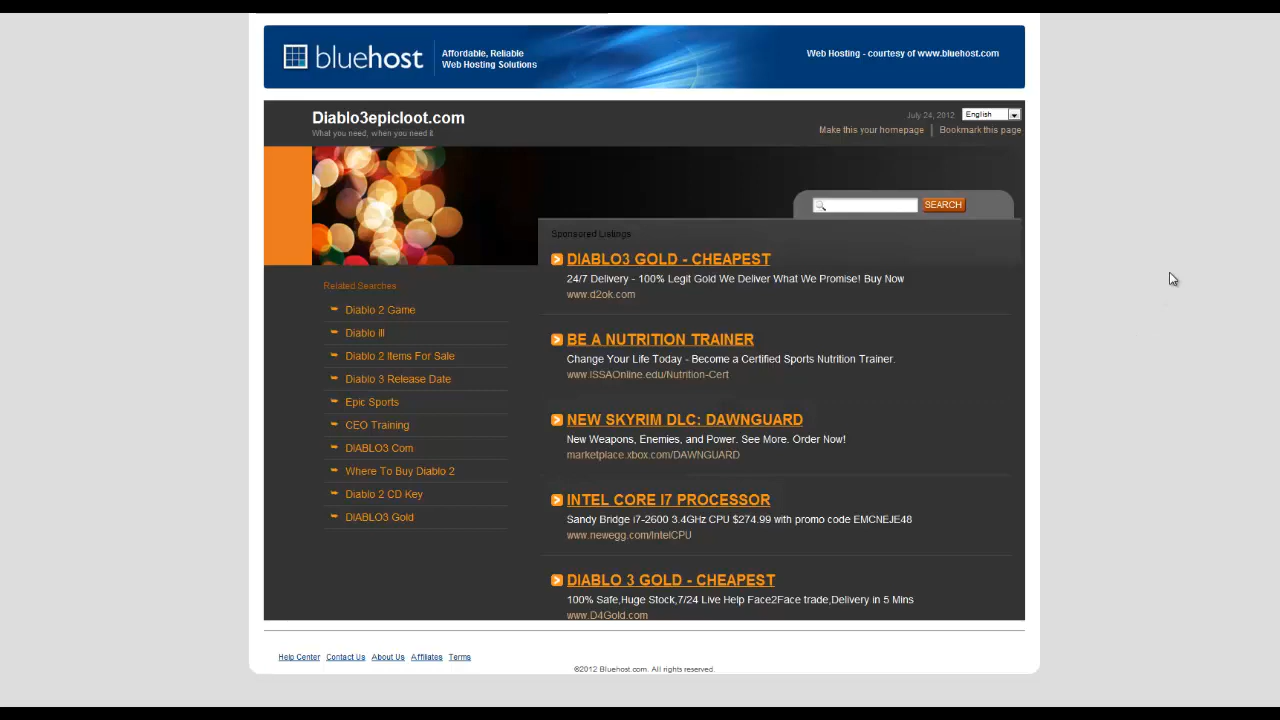 bluehost
Affordable, Reliable
Web Hosting Solutions
Web Hosting - courtesy of www.bluehost.com
Diablo3epicloot.com
What you need, when you need it
July 24, 2012
English
Make this your homepage | Bookmark this page
SEARCH
Sponsored Listings
DIABLO3 GOLD - CHEAPEST
24/7 Delivery - 100% Legit Gold We Deliver What We Promise! Buy Now
www.d2ok.com
BE A NUTRITION TRAINER
Change Your Life Today - Become a Certified Sports Nutrition Trainer.
www.ISSAOnline.edu/Nutrition-Cert
NEW SKYRIM DLC: DAWNGUARD
New Weapons, Enemies, and Power. See More. Order Now!
marketplace.xbox.com/DAWNGUARD
INTEL CORE I7 PROCESSOR
Sandy Bridge i7-2600 3.4GHz CPU $274.99 with promo code EMCNEJE48
www.newegg.com/IntelCPU
DIABLO 3 GOLD - CHEAPEST
100% Safe,Huge Stock,7/24 Live Help Face2Face trade,Delivery in 5 Mins
www.D4Gold.com
Related Searches
Diablo 2 Game
Diablo III
Diablo 2 Items For Sale
Diablo 3 Release Date
Epic Sports
CEO Training
DIABLO3 Com
Where To Buy Diablo 2
Diablo 2 CD Key
DIABLO3 Gold
Help Center Contact Us About Us Affiliates Terms
©2012 Bluehost.com. All rights reserved.